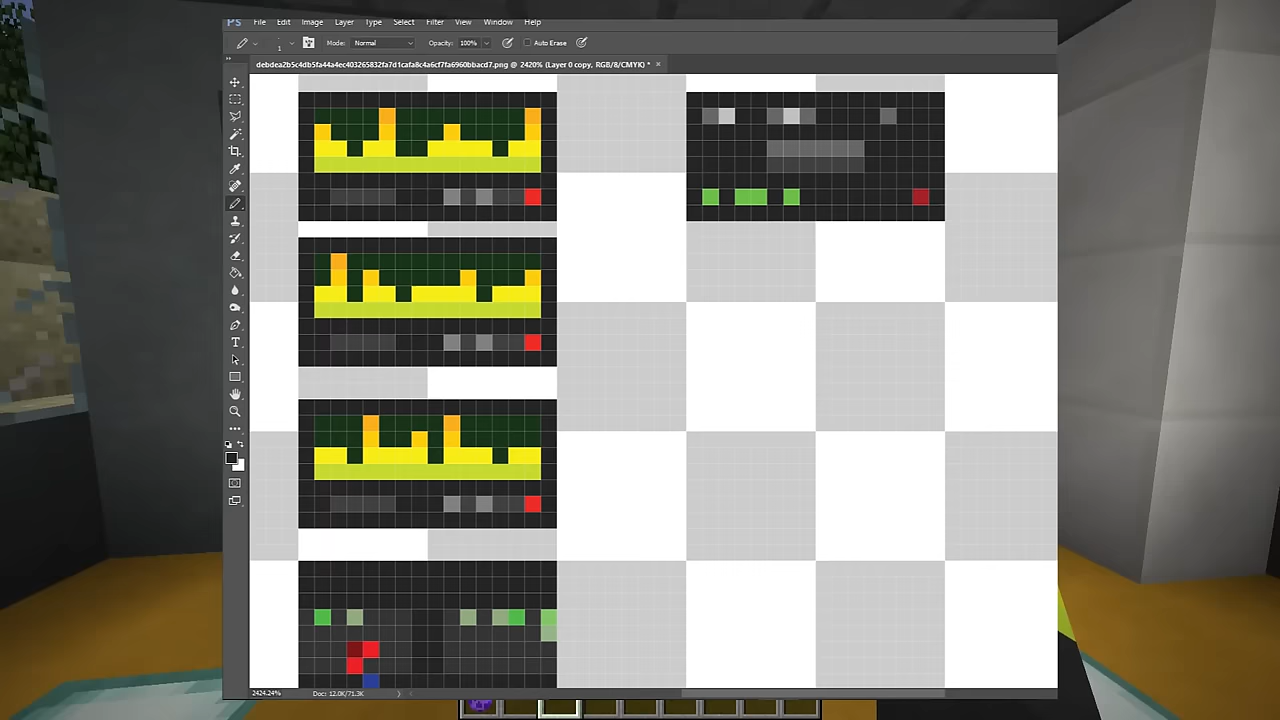 PS File Edit Image Layer Type Select Filter View Window Help
1 Mode: Normal Opacity: 100% Auto Erase
debdea2b5c4db5fa44a4ec403265832fa7d1cafa8c4a6cf7fa6960bbacd7.png @ 2420% (Layer 0 copy, RGB/8/CMYK) * ×
2424.24% Doc: 12.0K/71.3K